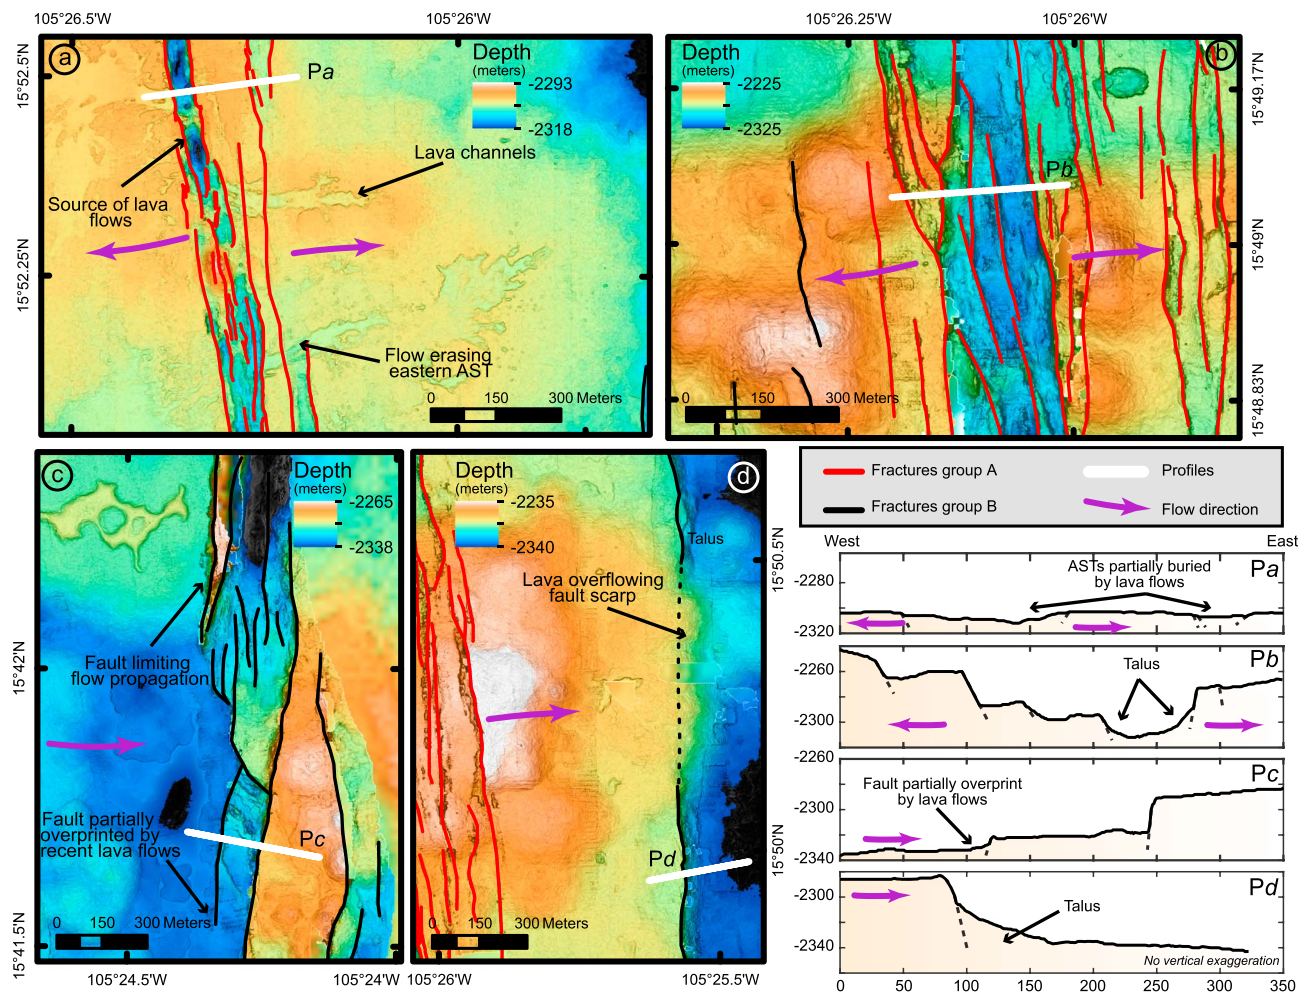 105°26.5'W
105°26'W
105°26.25'W
105°26'W
15°52.5'N
15°52.25'N
a
Pa
Depth
(meters)
-2293
-2318
Lava channels
Source of lava
flows
Flow erasing
eastern AST
0 150 300 Meters
b
Depth
(meters)
-2225
-2325
Pb
0 150 300 Meters
15°49.17'N
15°49'N
15°48.83'N
c
Depth
(meters)
-2265
-2338
Fault limiting
flow propagation
Fault partially
overprinted by
recent lava flows
Pc
0 150 300 Meters
15°42'N
15°41.5'N
105°24.5'W
105°24'W
d
Depth
(meters)
-2235
-2340
Talus
Lava overflowing
fault scarp
Pd
0 150 300 Meters
105°26'W
105°25.5'W
15°50.5'N
15°50'N
Fractures group A
Profiles
Fractures group B
Flow direction
West
East
-2280
-2320
ASTs partially buried
by lava flows
Pa
-2260
-2300
Talus
Pb
-2260
-2300
-2340
Fault partially overprint
by lava flows
Pc
-2300
-2340
Talus
Pd
No vertical exaggeration
0 50 100 150 200 250 300 350